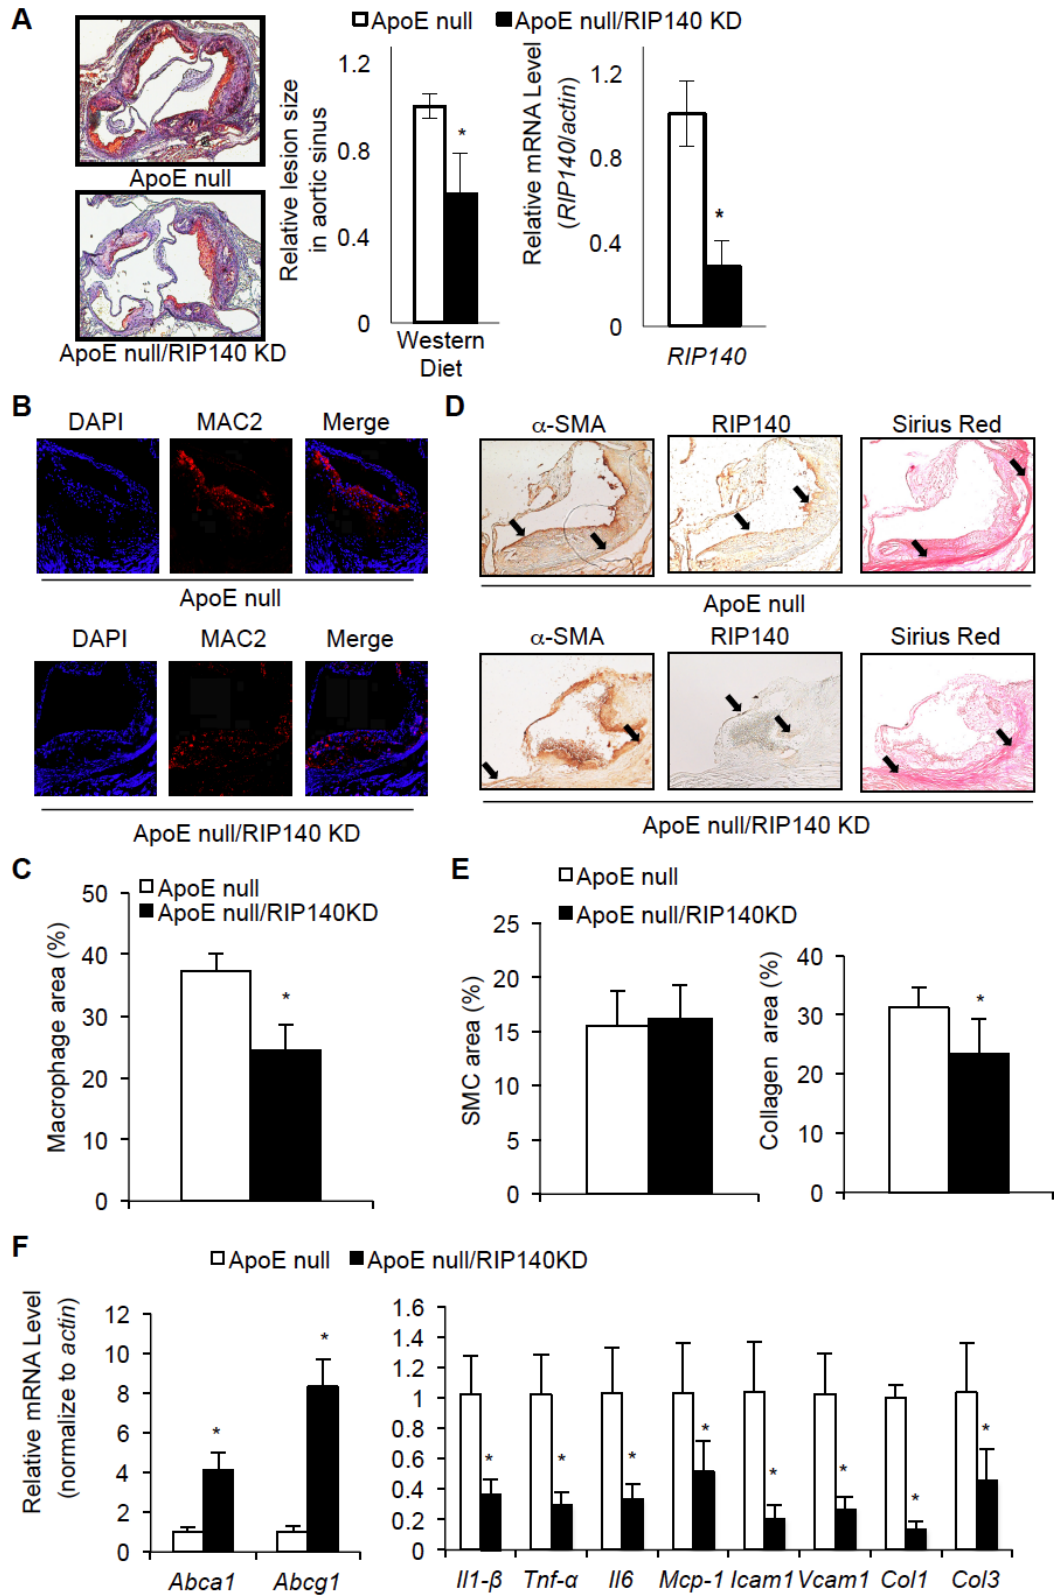 A
ApoE null
ApoE null/RIP140 KD
ApoE null
ApoE null/RIP140 KD
Relative lesion size
in aortic sinus
1.2
0.8
0.4
0
*
Western
Diet
Relative mRNA Level
(RIP140/actin)
1.2
0.8
0.4
0
*
RIP140
B
DAPI MAC2 Merge
ApoE null
DAPI MAC2 Merge
ApoE null/RIP140 KD
D
α-SMA RIP140 Sirius Red
ApoE null
α-SMA RIP140 Sirius Red
ApoE null/RIP140 KD
C
ApoE null
ApoE null/RIP140KD
Macrophage area (%)
50
40
30
20
10
0
*
E
ApoE null
ApoE null/RIP140KD
SMC area (%)
25
20
15
10
5
0
Collagen area (%)
40
30
20
10
0
*
F
ApoE null ApoE null/RIP140KD
Relative mRNA Level
(normalize to actin)
12
10
8
6
4
2
0
* *
Abca1 Abcg1
1.6
1.4
1.2
1
0.8
0.6
0.4
0.2
0
* * * * * * * *
Il1-β Tnf-α Il6 Mcp-1 Icam1 Vcam1 Col1 Col3